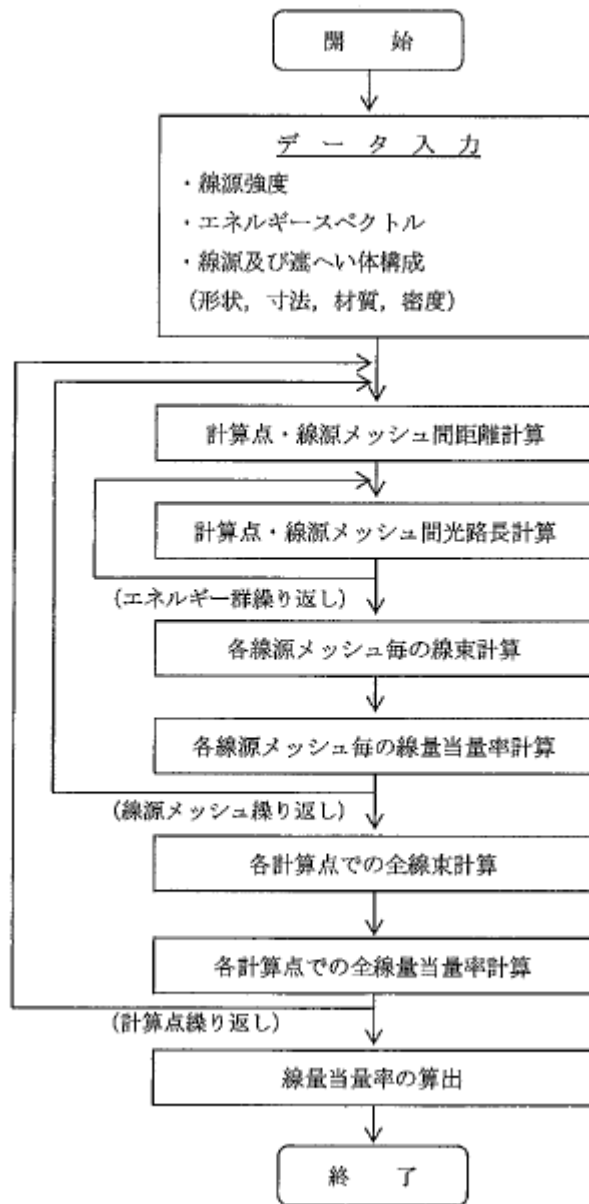 開　始
データ入力
・線源強度
・エネルギースペクトル
・線源及び遮へい体構成
(形状，寸法，材質，密度)
計算点・線源メッシュ間距離計算
計算点・線源メッシュ間光路長計算
(エネルギー群繰り返し)
各線源メッシュ毎の線束計算
各線源メッシュ毎の線量当量率計算
(線源メッシュ繰り返し)
各計算点での全線束計算
各計算点での全線量当量率計算
(計算点繰り返し)
線量当量率の算出
終　了